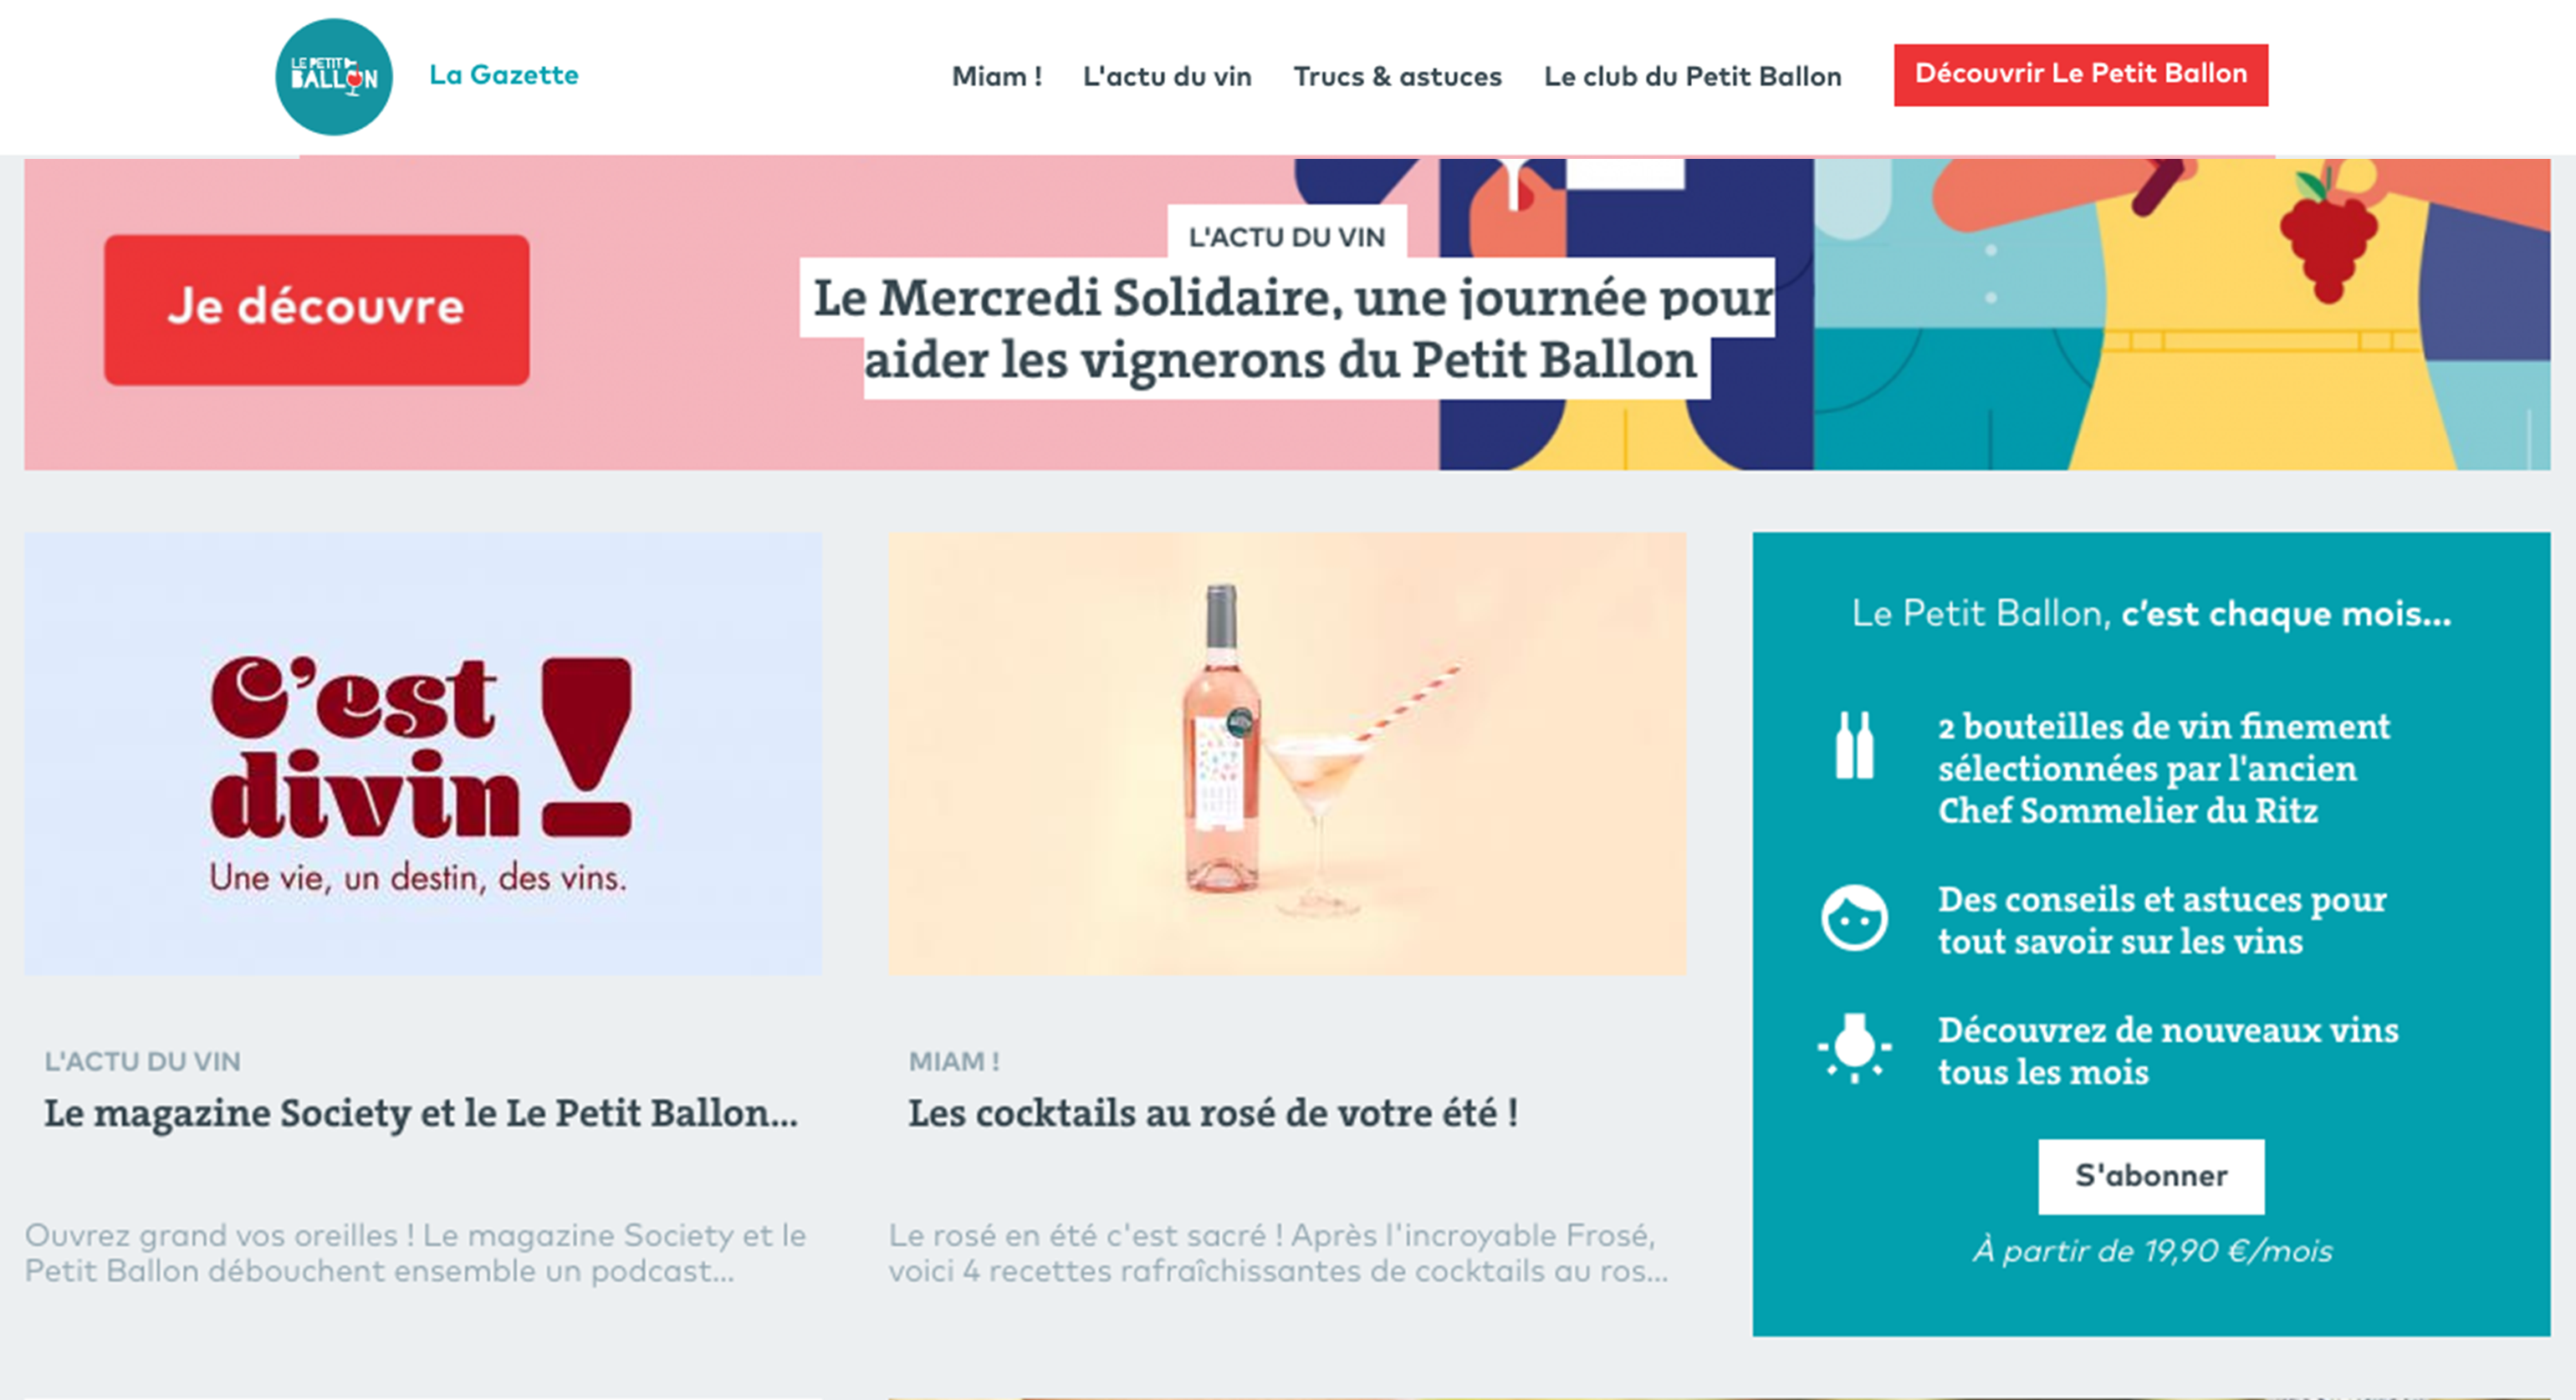 LE PETIT
BALLON
La Gazette
Miam !
L'actu du vin
Trucs & astuces
Le club du Petit Ballon
Découvrir Le Petit Ballon
Je découvre
L'ACTU DU VIN
Le Mercredi Solidaire, une journée pour
aider les vignerons du Petit Ballon
C'est
divin!
Une vie, un destin, des vins.
L'ACTU DU VIN
Le magazine Society et le Le Petit Ballon...
Ouvrez grand vos oreilles ! Le magazine Society et le
Petit Ballon débouchent ensemble un podcast...
MIAM !
Les cocktails au rosé de votre été !
Le rosé en été c'est sacré ! Après l'incroyable Frosé,
voici 4 recettes rafraîchissantes de cocktails au ros...
Le Petit Ballon, c’est chaque mois...
2 bouteilles de vin finement
sélectionnées par l'ancien
Chef Sommelier du Ritz
Des conseils et astuces pour
tout savoir sur les vins
Découvrez de nouveaux vins
tous les mois
S'abonner
À partir de 19,90 €/mois